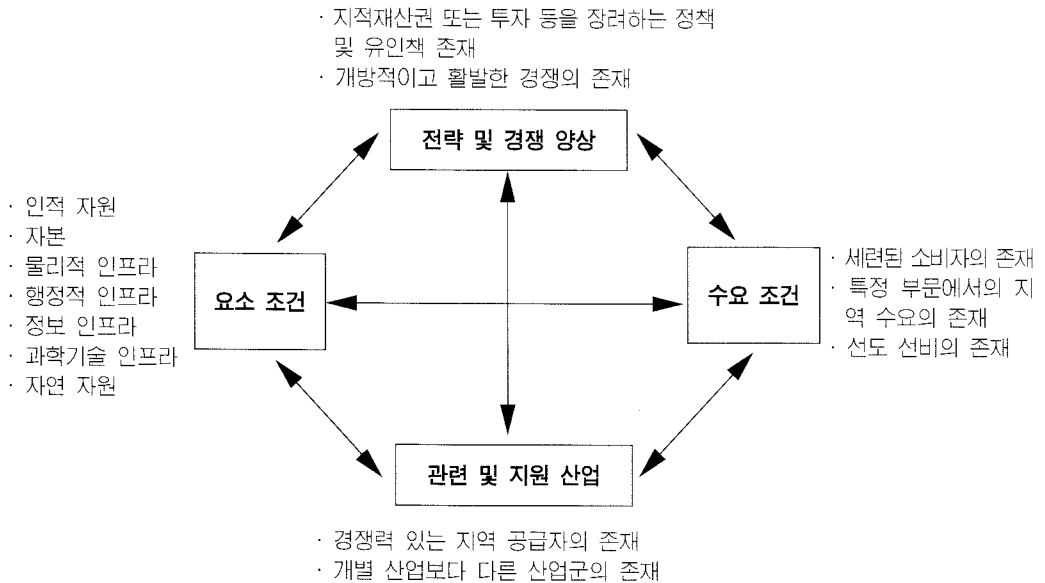 · 지적재산권 또는 투자 등을 장려하는 정책
및 유인책 존재
· 개방적이고 활발한 경쟁의 존재
전략 및 경쟁 양상
· 인적 자원
· 자본
· 물리적 인프라
· 행정적 인프라
· 정보 인프라
· 과학기술 인프라
· 자연 자원
요소 조건
수요 조건
· 세련된 소비자의 존재
· 특정 부문에서의 지
역 수요의 존재
· 선도 선비의 존재
관련 및 지원 산업
· 경쟁력 있는 지역 공급자의 존재
· 개별 산업보다 다른 산업군의 존재